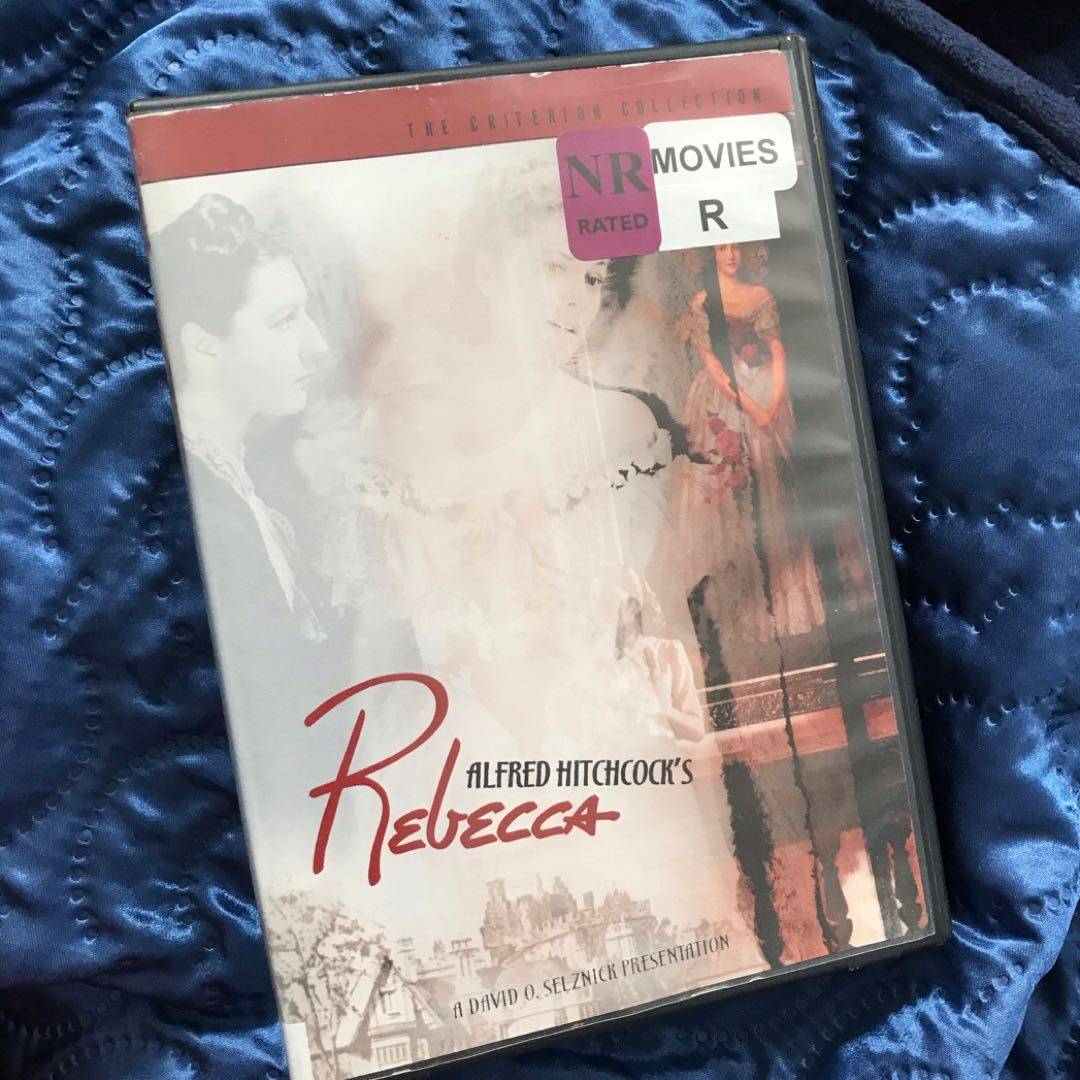 THE CRITERION COLLECTION
NR
RATED
MOVIES
R
ALFRED HITCHCOCK'S
REBECCA
A DAVID O. SELZNICK PRESENTATION